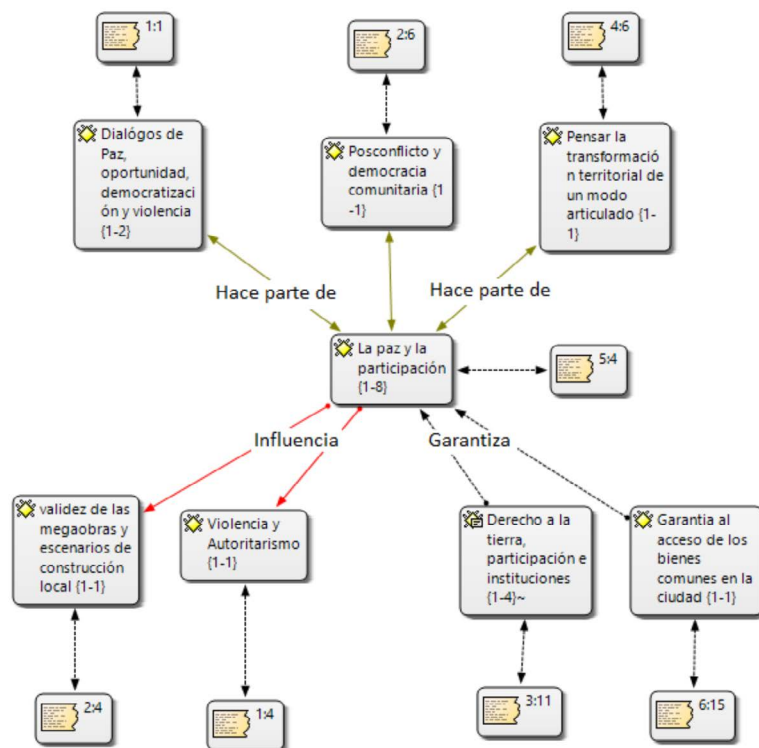 1:1
2:6
4:6
Dialógos de
Paz,
oportunidad,
democratizaci
ón y violencia
{1-2}
Posconflicto y
democracia
comunitaria {1
-1}
Pensar la
transformació
n territorial de
un modo
articulado {1-
1}
Hace parte de
Hace parte de
La paz y la
participación
{1-8}
5:4
Influencia
Garantiza
validez de las
megaobras y
escenarios de
construcción
local {1-1}
Violencia y
Autoritarismo
{1-1}
Derecho a la
tierra,
participación e
instituciones
{1-4}~
Garantia al
acceso de los
bienes
comunes en la
ciudad {1-1}
2:4
1:4
3:11
6:15